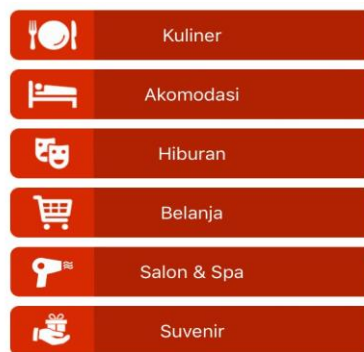 Kuliner
Akomodasi
Hiburan
Belanja
Salon & Spa
Suvenir